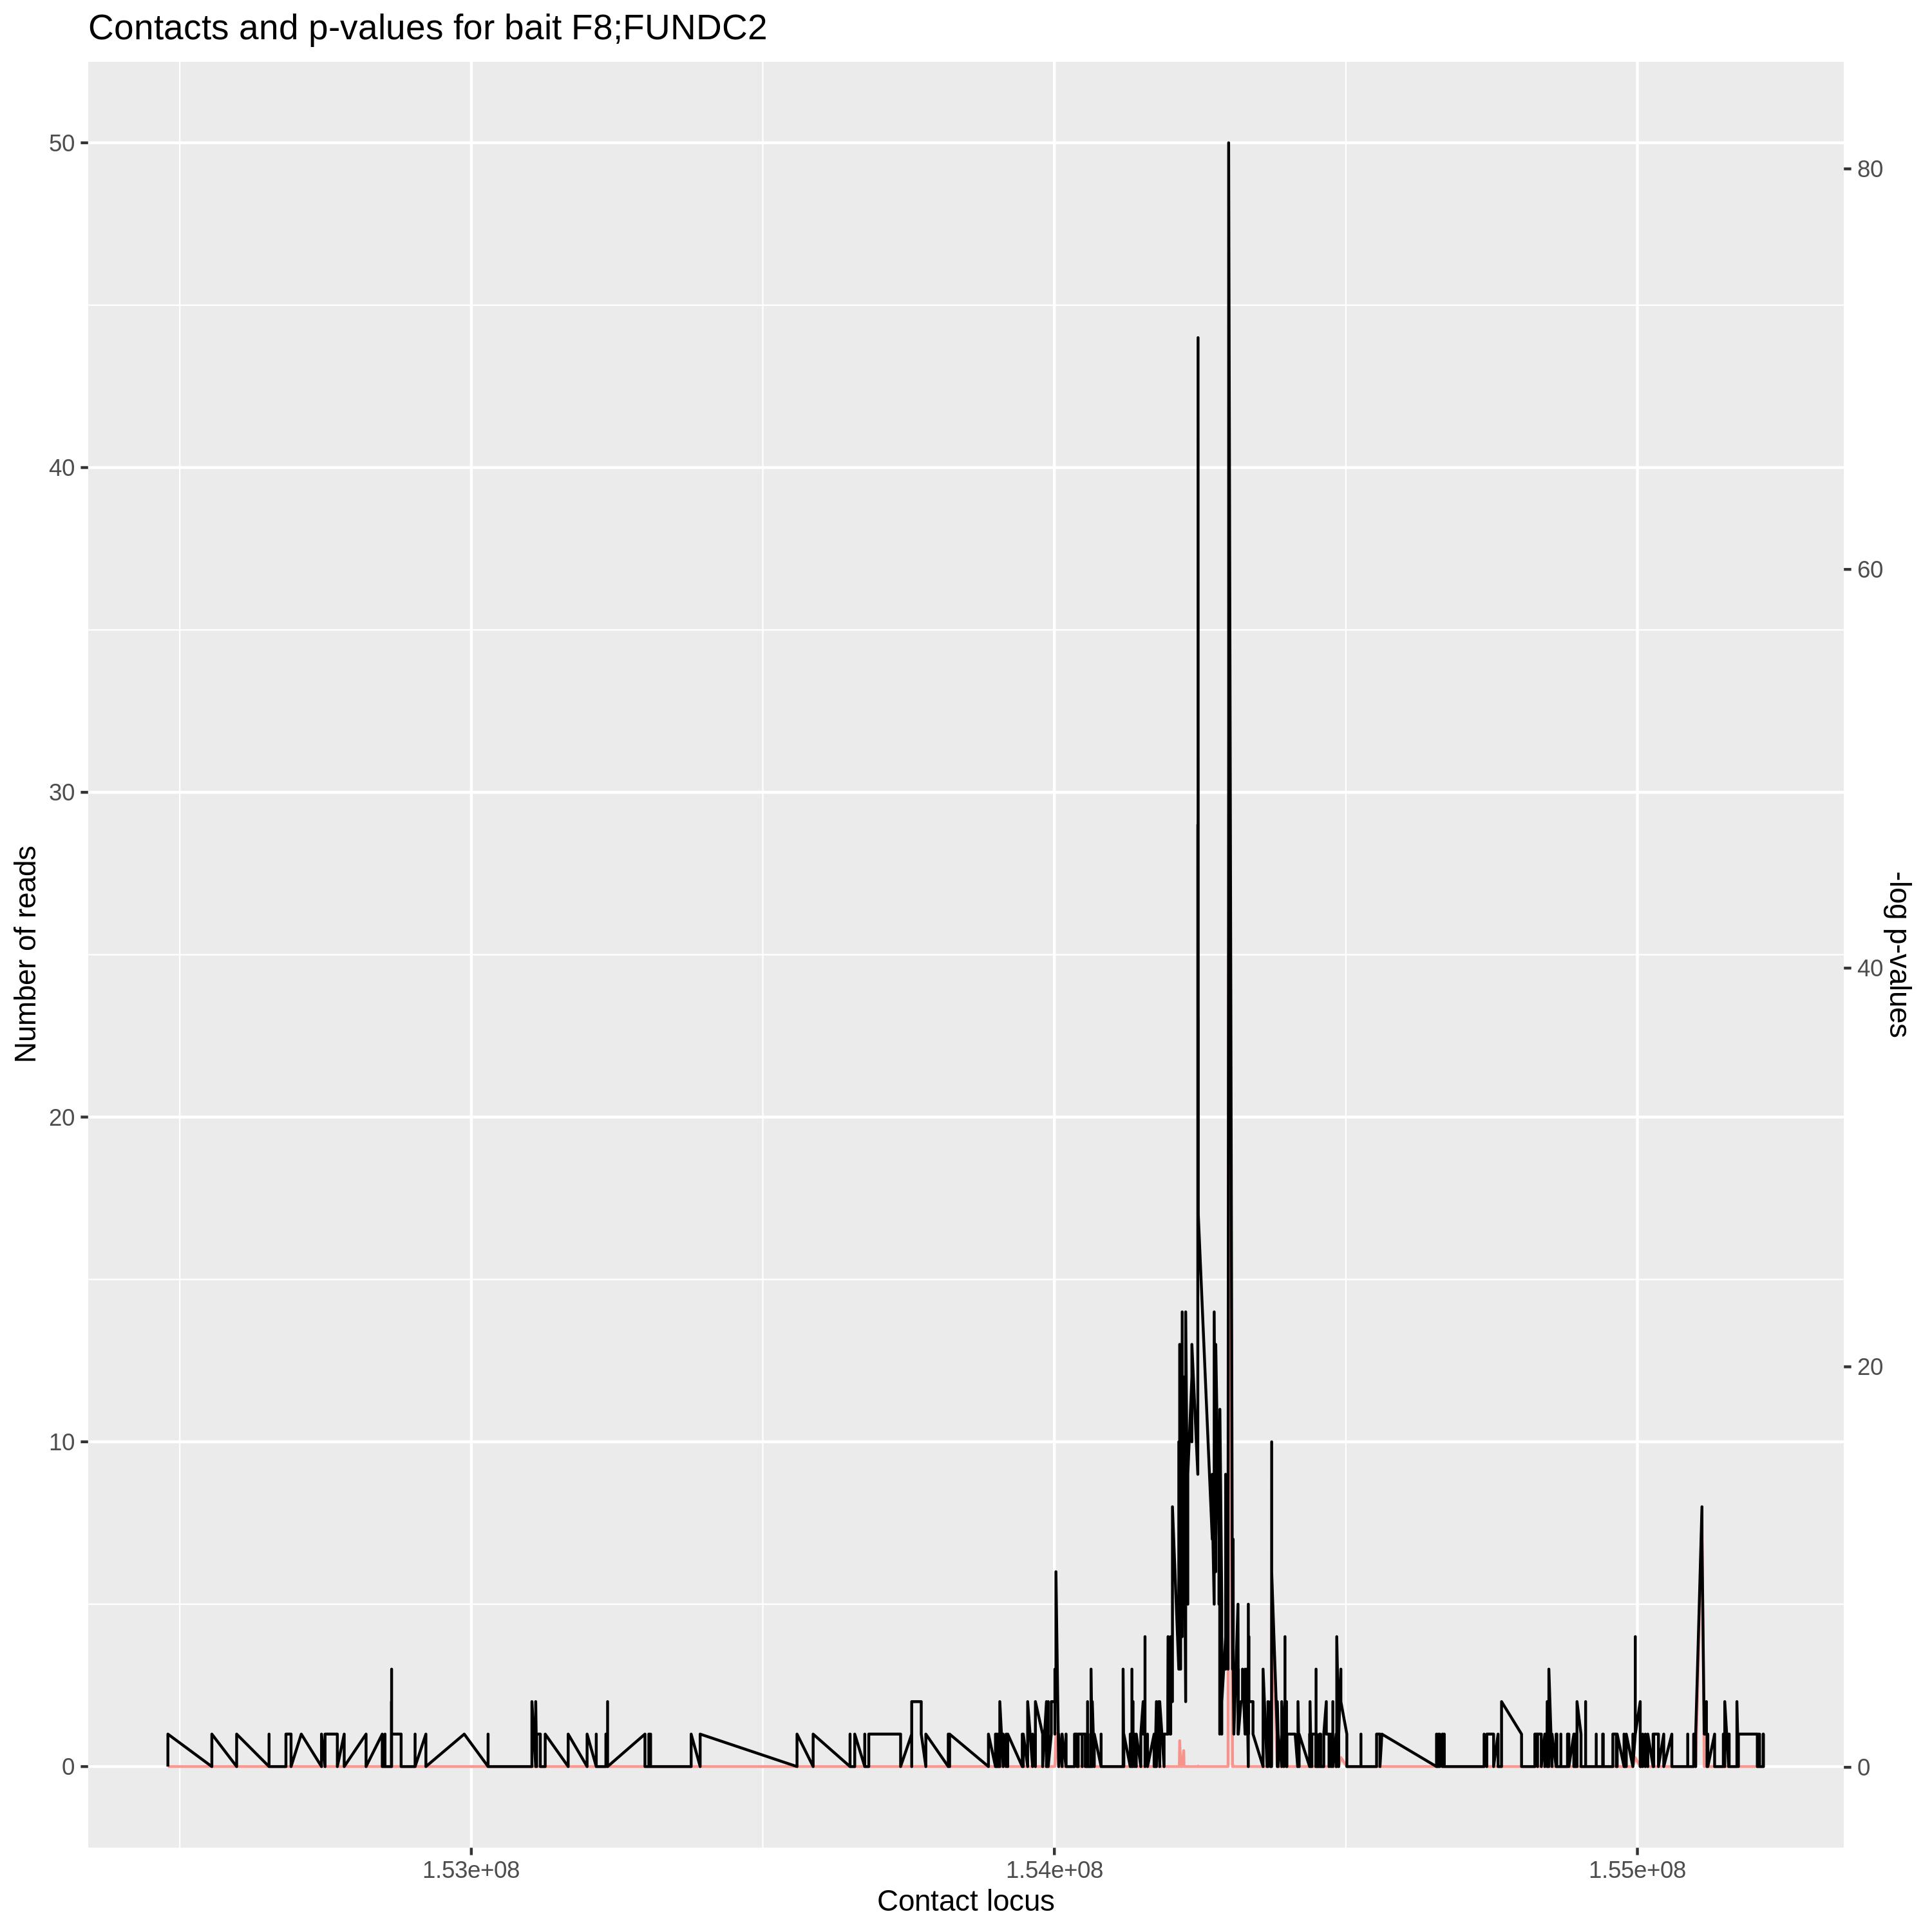 Contacts and p-values for bait F8;FUNDC2
50
40
30
20
10
0
80
60
40
20
0
Number of reads
-log p-values
1.53e+08
1.54e+08
1.55e+08
Contact locus